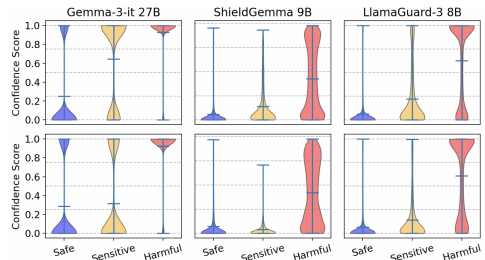 Gemma-3-it 27B
ShieldGemma 9B
LlamaGuard-3 8B
Confidence Score
1.0
0.8
0.6
0.4
0.2
0.0
Confidence Score
1.0
0.8
0.6
0.4
0.2
0.0
Safe
Sensitive
Harmful
Safe
Sensitive
Harmful
Safe
Sensitive
Harmful